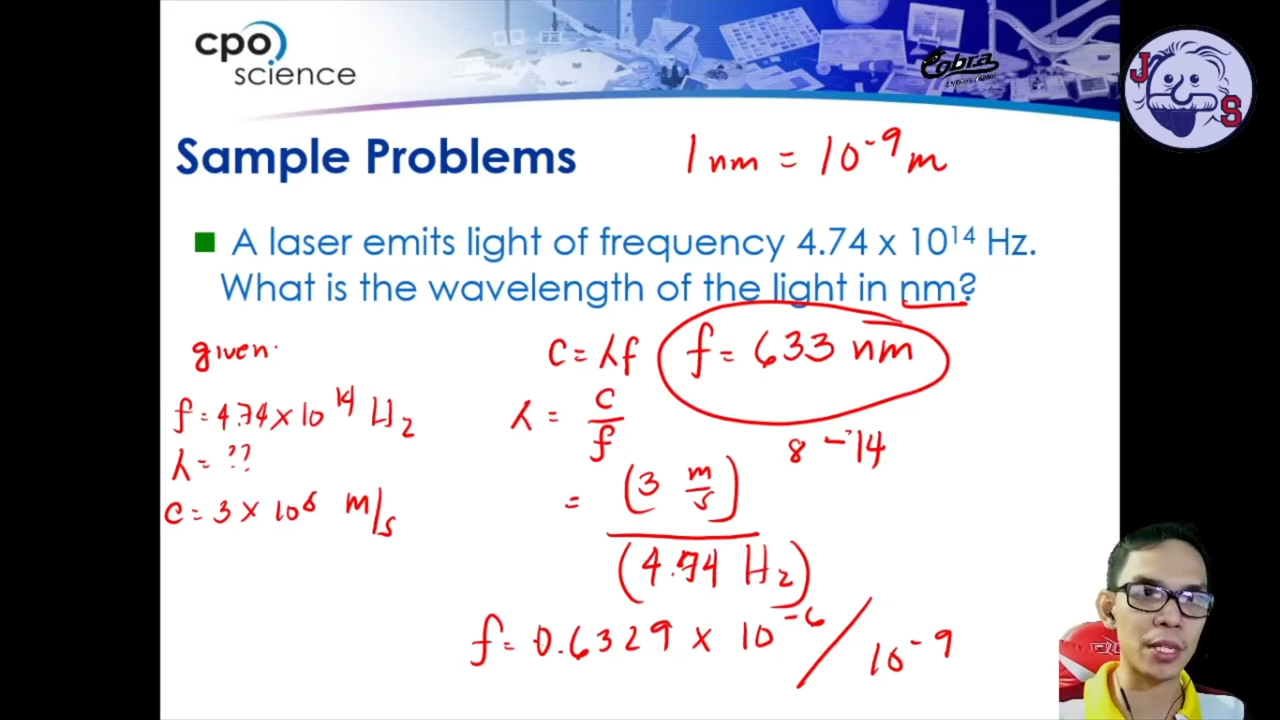 cpo
science
Cobra
J
S
Sample Problems
1 nm = 10⁻⁹ m
A laser emits light of frequency 4.74 x 10¹⁴ Hz.
What is the wavelength of the light in nm?
given:
f = 4.74 x 10¹⁴ Hz
λ = ??
c = 3 x 10⁸ m/s
c = λf
f = 633 nm
λ = c/f
8 - 14
= (3 m/s)
(4.74 Hz)
f = 0.6329 x 10⁻⁶ / 10⁻⁹